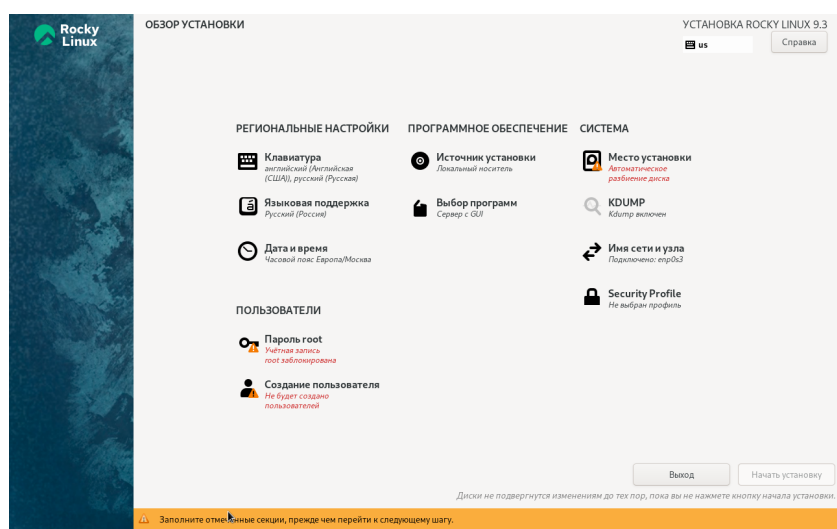 Rocky
Linux
ОБЗОР УСТАНОВКИ
УСТАНОВКА ROCKY LINUX 9.3
us
Справка
РЕГИОНАЛЬНЫЕ НАСТРОЙКИ
Клавиатура
английский (Английская
(США)), русский (Русская)
Языковая поддержка
Русский (Россия)
Дата и время
Часовой пояс Европа/Москва
ПРОГРАММНОЕ ОБЕСПЕЧЕНИЕ
Источник установки
Локальный носитель
Выбор программ
Сервер с GUI
СИСТЕМА
Место установки
Автоматическое
разбиение диска
KDUMP
Kdump включен
Имя сети и узла
Подключено: enp0s3
Security Profile
Не выбран профиль
ПОЛЬЗОВАТЕЛИ
Пароль root
Учётная запись
root заблокирована
Создание пользователя
Не будет создано
пользователей
Выход
Начать установку
Диски не подвергнутся изменениям до тех пор, пока вы не нажмете кнопку начала установки.
Заполните отмеченные секции, прежде чем перейти к следующему шагу.